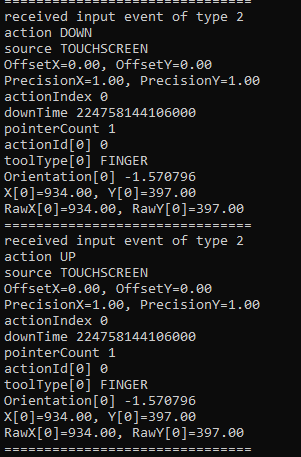 ===============================
received input event of type 2
action DOWN
source TOUCHSCREEN
OffsetX=0.00, OffsetY=0.00
PrecisionX=1.00, PrecisionY=1.00
actionIndex 0
downTime 224758144106000
pointerCount 1
actionId[0] 0
toolType[0] FINGER
Orientation[0] -1.570796
X[0]=934.00, Y[0]=397.00
RawX[0]=934.00, RawY[0]=397.00
===============================
received input event of type 2
action UP
source TOUCHSCREEN
OffsetX=0.00, OffsetY=0.00
PrecisionX=1.00, PrecisionY=1.00
actionIndex 0
downTime 224758144106000
pointerCount 1
actionId[0] 0
toolType[0] FINGER
Orientation[0] -1.570796
X[0]=934.00, Y[0]=397.00
RawX[0]=934.00, RawY[0]=397.00
===============================